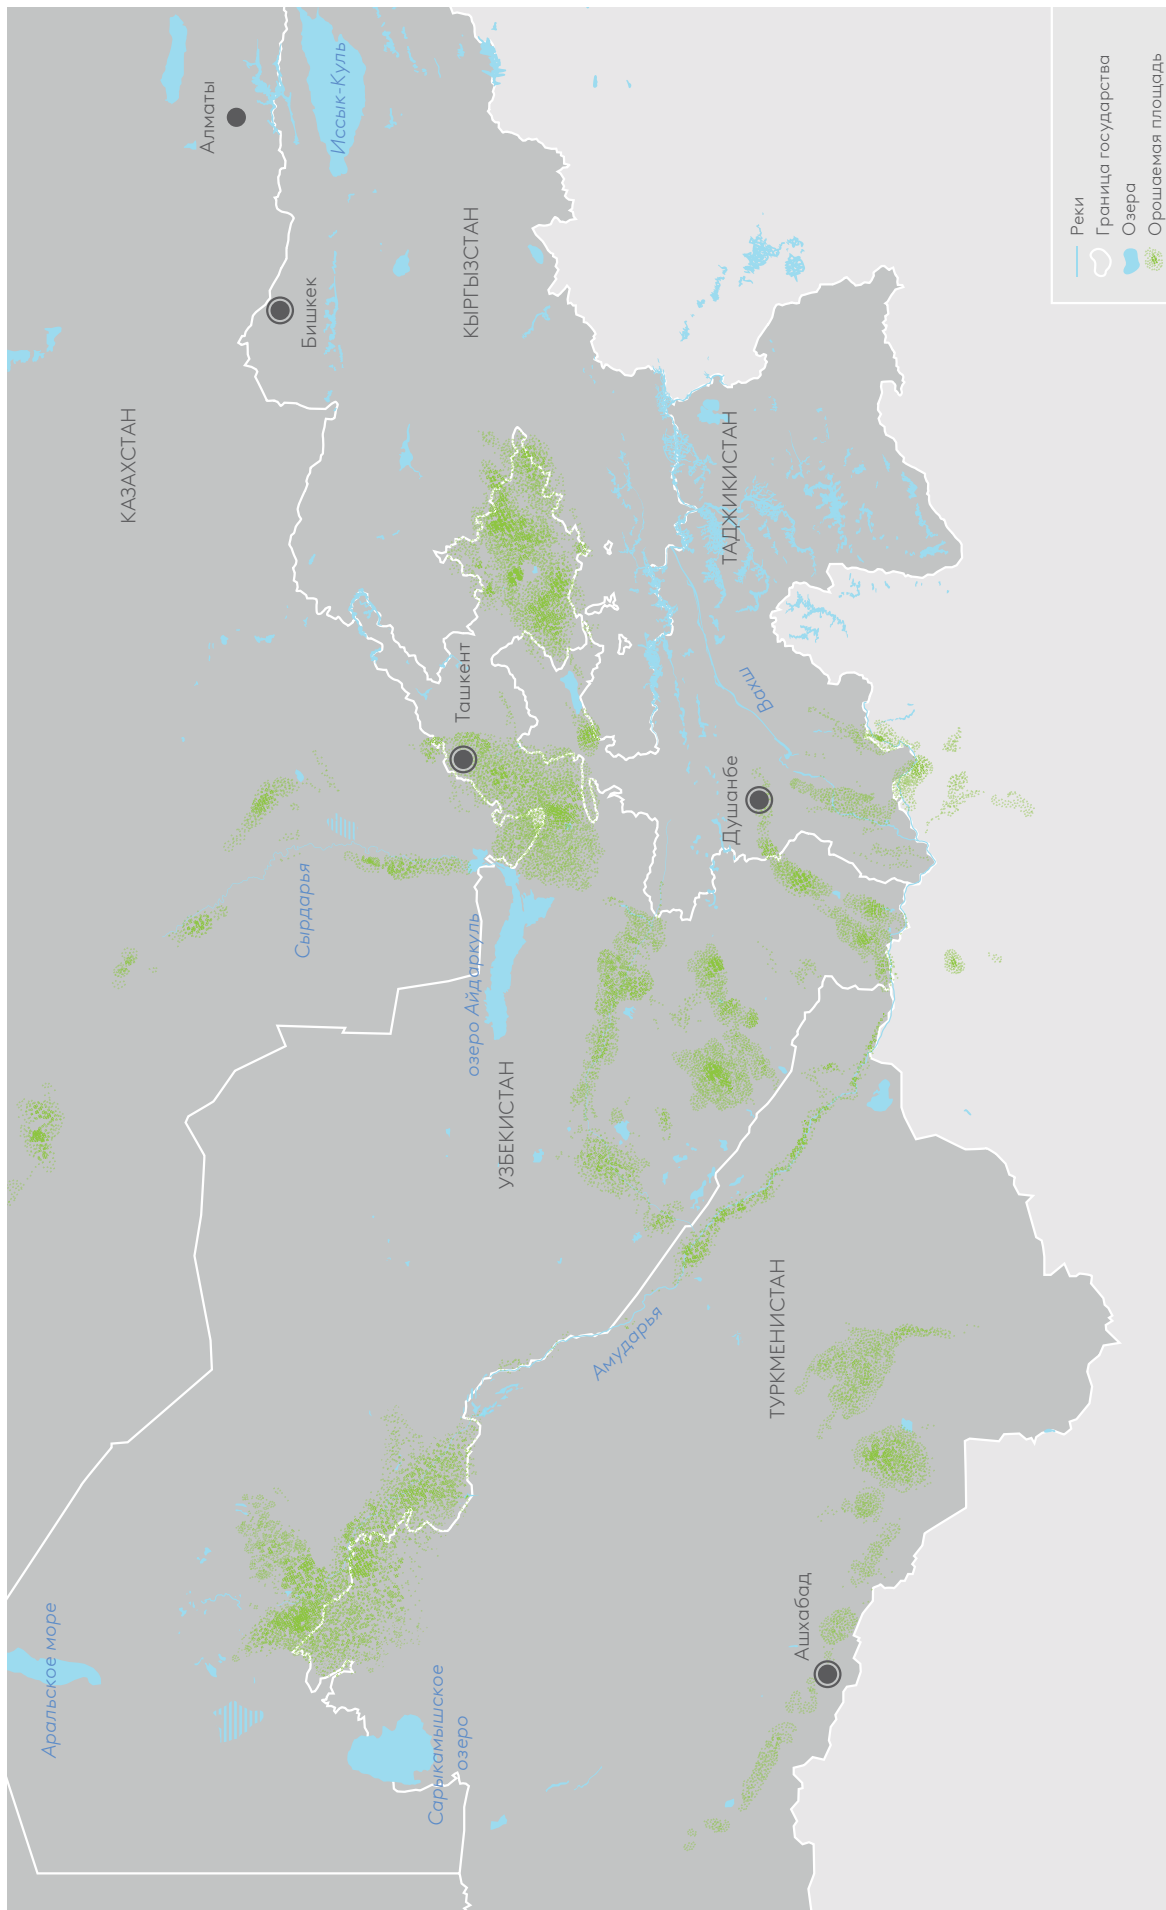 Аральское море
КАЗАХСТАН
Алматы
Иссык-Куль
Бишкек
КЫРГЫЗСТАН
Сырдарья
Ташкент
озеро Айдаркуль
УЗБЕКИСТАН
Сарыкамышское
озеро
Амударья
Душанбе
Вахш
ТАДЖИКИСТАН
ТУРКМЕНИСТАН
Ашхабад
Реки
Граница государства
Озера
Орошаемая площадь